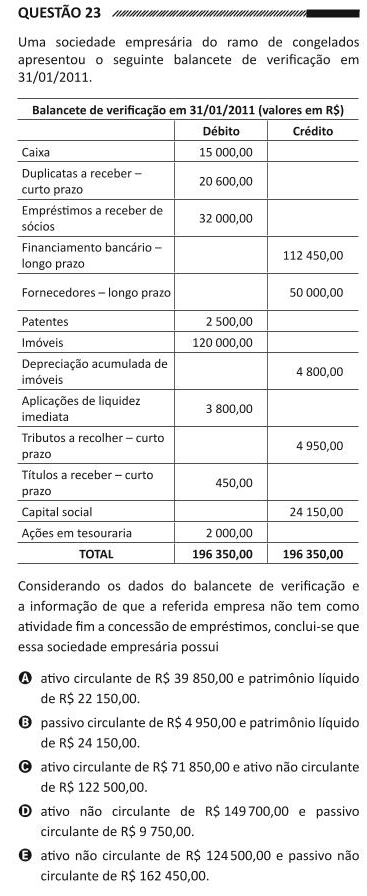 QUESTÃO 23
Uma sociedade empresária do ramo de congelados
apresentou o seguinte balancete de verificação em
31/01/2011.
Balancete de verificação em 31/01/2011 (valores em R$)
Débito Crédito
Caixa 15 000,00
Duplicatas a receber –
curto prazo 20 600,00
Empréstimos a receber de
sócios 32 000,00
Financiamento bancário –
longo prazo 112 450,00
Fornecedores – longo prazo 50 000,00
Patentes 2 500,00
Imóveis 120 000,00
Depreciação acumulada de
imóveis 4 800,00
Aplicações de liquidez
imediata 3 800,00
Tributos a recolher – curto
prazo 4 950,00
Títulos a receber – curto
prazo 450,00
Capital social 24 150,00
Ações em tesouraria 2 000,00
TOTAL 196 350,00 196 350,00
Considerando os dados do balancete de verificação e
a informação de que a referida empresa não tem como
atividade fim a concessão de empréstimos, conclui-se que
essa sociedade empresária possui
A ativo circulante de R$ 39 850,00 e patrimônio líquido
de R$ 22 150,00.
B passivo circulante de R$ 4 950,00 e patrimônio líquido
de R$ 24 150,00.
C ativo circulante de R$ 71 850,00 e ativo não circulante
de R$ 122 500,00.
D ativo não circulante de R$ 149 700,00 e passivo
circulante de R$ 9 750,00.
E ativo não circulante de R$ 124 500,00 e passivo não
circulante de R$ 162 450,00.